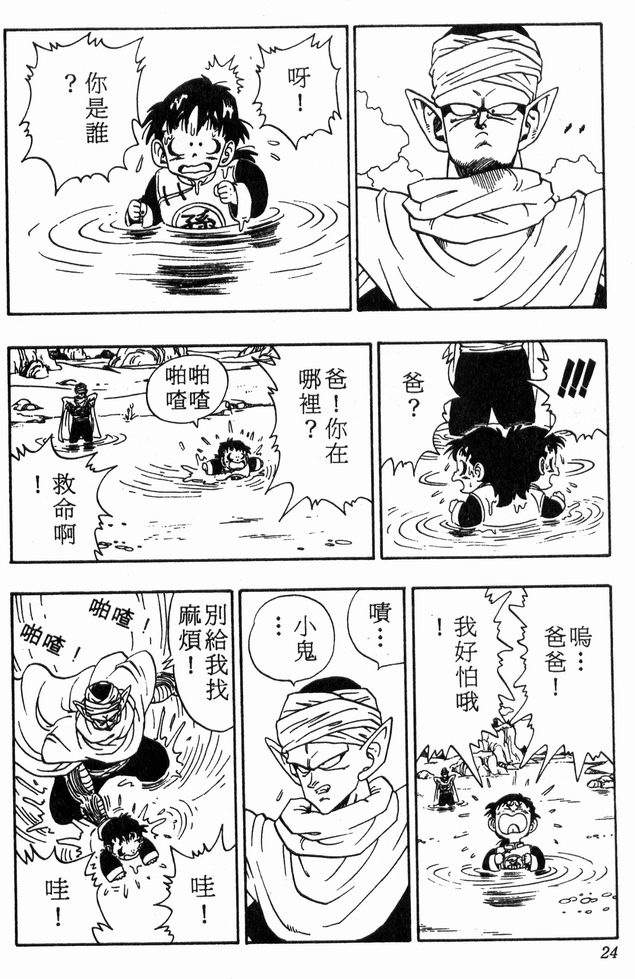 呀！
你是誰
？
!!!
爸？
爸！你在
哪裡？
啪喳
啪喳
救命啊
！
嗚…
爸爸！
我好怕哦
！
嘖…
小鬼
…
別給我找
麻煩！
啪喳！
啪喳！
哇！
哇！
24